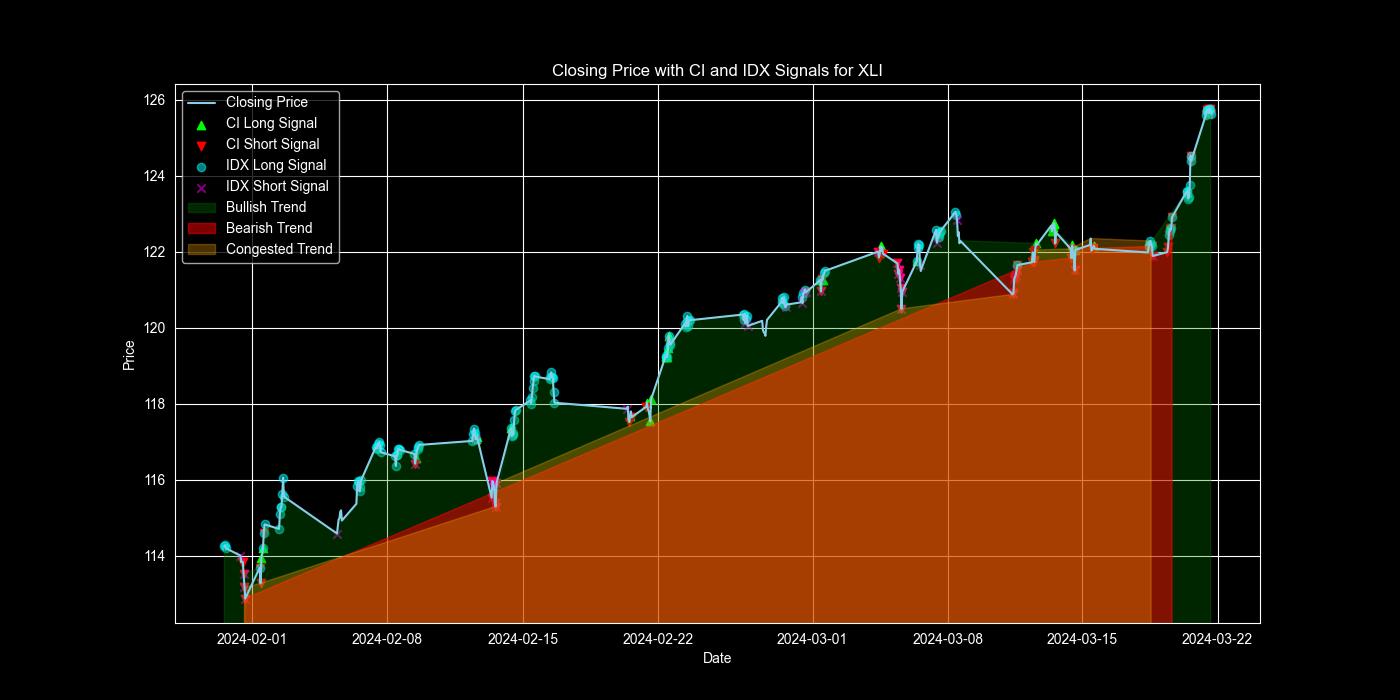 Closing Price with CI and IDX Signals for XLI
126
124
122
120
118
116
114
Price
Closing Price
CI Long Signal
CI Short Signal
IDX Long Signal
IDX Short Signal
Bullish Trend
Bearish Trend
Congested Trend
2024-02-01 2024-02-08 2024-02-15 2024-02-22 2024-03-01 2024-03-08 2024-03-15 2024-03-22
Date